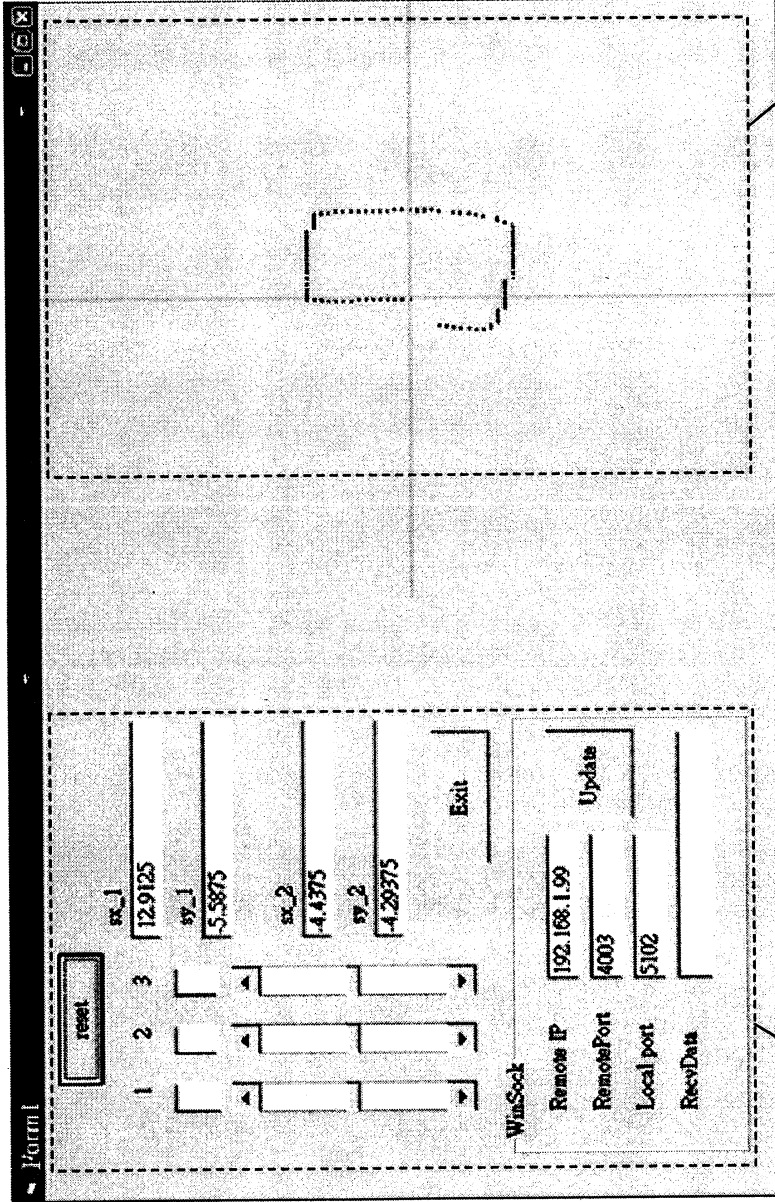 Form1
reset
1 2 3
sx_1
12.9125
sy_1
-5.5875
sx_2
-4.4375
sy_2
-4.29375
Exit
WinSock
Remote IP 192.168.1.99
RemotePort 4003
Update
Local port 5102
RecvData